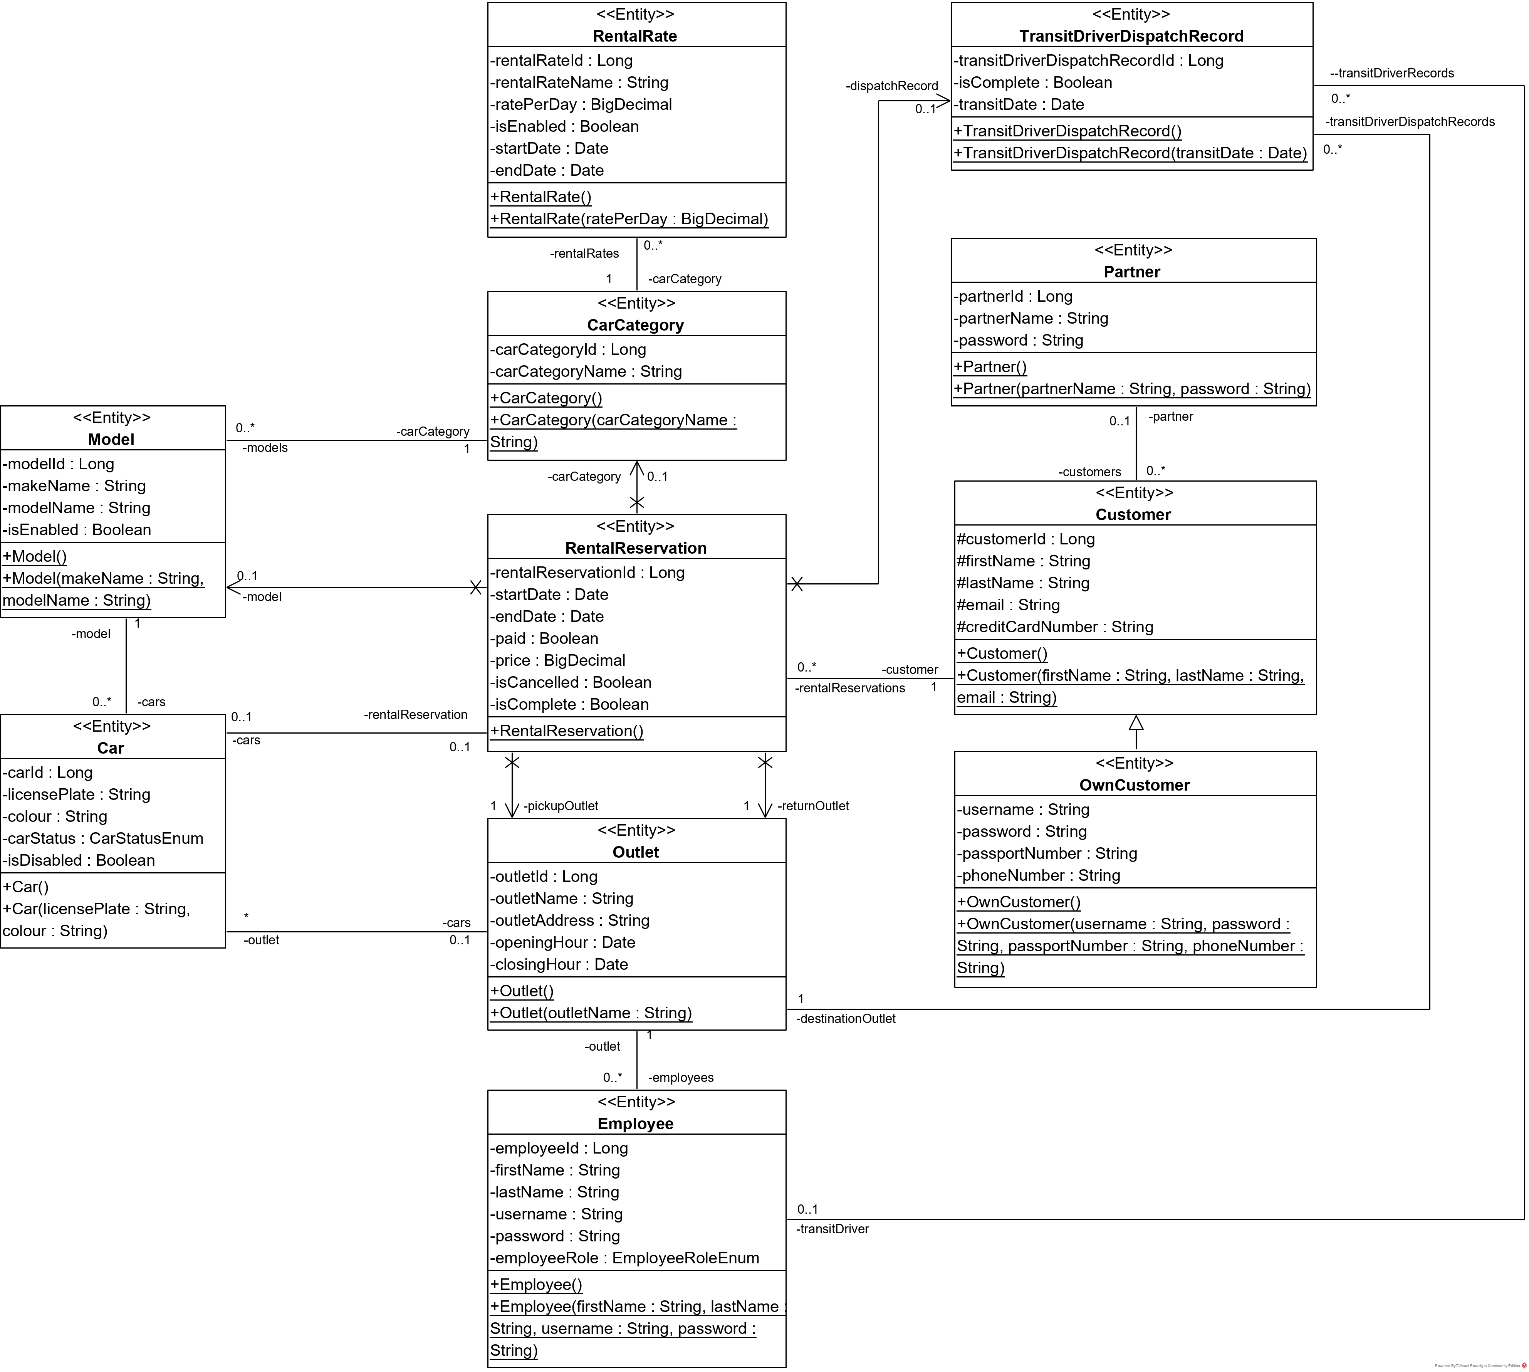 <<Entity>>
RentalRate
-rentalRateId : Long
-rentalRateName : String
-ratePerDay : BigDecimal
-isEnabled : Boolean
-startDate : Date
-endDate : Date
+RentalRate()
+RentalRate(ratePerDay : BigDecimal)
<<Entity>>
TransitDriverDispatchRecord
-transitDriverDispatchRecordId : Long
-isComplete : Boolean
-transitDate : Date
+TransitDriverDispatchRecord()
+TransitDriverDispatchRecord(transitDate : Date)
-dispatchRecord
0..1
--transitDriverRecords
0..*
-transitDriverDispatchRecords
0..*
-rentalRates
0..*
1
-carCategory
<<Entity>>
CarCategory
-carCategoryId : Long
-carCategoryName : String
+CarCategory()
+CarCategory(carCategoryName :
String)
<<Entity>>
Partner
-partnerId : Long
-partnerName : String
-password : String
+Partner()
+Partner(partnerName : String, password : String)
0..1
-partner
-customers
0..*
<<Entity>>
Model
-modelId : Long
-makeName : String
-modelName : String
-isEnabled : Boolean
+Model()
+Model(makeName : String,
modelName : String)
0..*
-models
-carCategory
1
-carCategory
0..1
0..1
-model
<<Entity>>
RentalReservation
-rentalReservationId : Long
-startDate : Date
-endDate : Date
-paid : Boolean
-price : BigDecimal
-isCancelled : Boolean
-isComplete : Boolean
+RentalReservation()
<<Entity>>
Customer
#customerId : Long
#firstName : String
#lastName : String
#email : String
#creditCardNumber : String
+Customer()
+Customer(firstName : String, lastName : String,
email : String)
0..*
-rentalReservations
-customer
1
-model
1
0..*
-cars
<<Entity>>
Car
-carId : Long
-licensePlate : String
-colour : String
-carStatus : CarStatusEnum
-isDisabled : Boolean
+Car()
+Car(licensePlate : String,
colour : String)
0..1
-cars
-rentalReservation
0..1
1
-pickupOutlet
1
-returnOutlet
<<Entity>>
OwnCustomer
-username : String
-password : String
-passportNumber : String
-phoneNumber : String
+OwnCustomer()
+OwnCustomer(username : String, password :
String, passportNumber : String, phoneNumber :
String)
<<Entity>>
Outlet
-outletId : Long
-outletName : String
-outletAddress : String
-openingHour : Date
-closingHour : Date
+Outlet()
+Outlet(outletName : String)
*
-outlet
-cars
0..1
1
-destinationOutlet
-outlet
1
0..*
-employees
<<Entity>>
Employee
-employeeId : Long
-firstName : String
-lastName : String
-username : String
-password : String
-employeeRole : EmployeeRoleEnum
+Employee()
+Employee(firstName : String, lastName :
String, username : String, password :
String)
0..1
-transitDriver